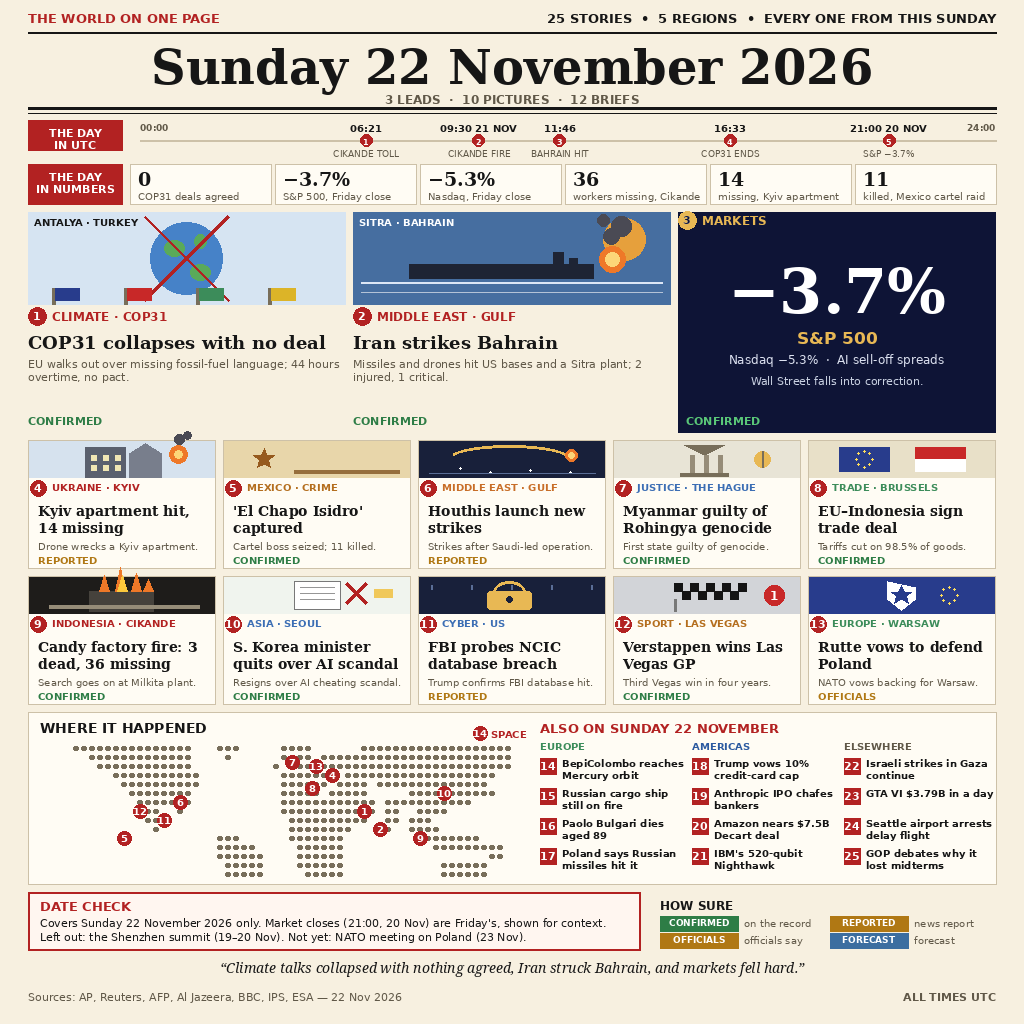 THE WORLD ON ONE PAGE
25 STORIES • 5 REGIONS • EVERY ONE FROM THIS SUNDAY
Sunday 22 November 2026
3 LEADS · 10 PICTURES · 12 BRIEFS
THE DAY
IN UTC
00:00
06:21
1
CIKANDE TOLL
09:30 21 NOV
2
CIKANDE FIRE
11:46
3
BAHRAIN HIT
16:33
4
COP31 ENDS
21:00 20 NOV
5
S&P −3.7%
24:00
THE DAY
IN NUMBERS
0
COP31 deals agreed
−3.7%
S&P 500, Friday close
−5.3%
Nasdaq, Friday close
36
workers missing, Cikande
14
missing, Kyiv apartment
11
killed, Mexico cartel raid
ANTALYA · TURKEY
1 CLIMATE · COP31
COP31 collapses with no deal
EU walks out over missing fossil-fuel language; 44 hours
overtime, no pact.
CONFIRMED
SITRA · BAHRAIN
2 MIDDLE EAST · GULF
Iran strikes Bahrain
Missiles and drones hit US bases and a Sitra plant; 2
injured, 1 critical.
CONFIRMED
3 MARKETS
−3.7%
S&P 500
Nasdaq −5.3% · AI sell-off spreads
Wall Street falls into correction.
CONFIRMED
4 UKRAINE · KYIV
Kyiv apartment hit,
14 missing
Drone wrecks a Kyiv apartment.
REPORTED
5 MEXICO · CRIME
'El Chapo Isidro'
captured
Cartel boss seized; 11 killed.
CONFIRMED
6 MIDDLE EAST · GULF
Houthis launch new
strikes
Strikes after Saudi-led operation.
REPORTED
7 JUSTICE · THE HAGUE
Myanmar guilty of
Rohingya genocide
First state guilty of genocide.
CONFIRMED
8 TRADE · BRUSSELS
EU–Indonesia sign
trade deal
Tariffs cut on 98.5% of goods.
CONFIRMED
9 INDONESIA · CIKANDE
Candy factory fire: 3
dead, 36 missing
Search goes on at Milkita plant.
CONFIRMED
10 ASIA · SEOUL
S. Korea minister
quits over AI scandal
Resigns over AI cheating scandal.
CONFIRMED
11 CYBER · US
FBI probes NCIC
database breach
Trump confirms FBI database hit.
REPORTED
1
12 SPORT · LAS VEGAS
Verstappen wins Las
Vegas GP
Third Vegas win in four years.
CONFIRMED
13 EUROPE · WARSAW
Rutte vows to defend
Poland
NATO vows backing for Warsaw.
OFFICIALS
WHERE IT HAPPENED
14 SPACE
7
13
4
8
10
6
12
11
1
2
5
9
ALSO ON SUNDAY 22 NOVEMBER
EUROPE
14 BepiColombo reaches
Mercury orbit
15 Russian cargo ship
still on fire
16 Paolo Bulgari dies
aged 89
17 Poland says Russian
missiles hit it
AMERICAS
18 Trump vows 10%
credit-card cap
19 Anthropic IPO chafes
bankers
20 Amazon nears $7.5B
Decart deal
21 IBM's 520-qubit
Nighthawk
ELSEWHERE
22 Israeli strikes in Gaza
continue
23 GTA VI $3.79B in a day
24 Seattle airport arrests
delay flight
25 GOP debates why it
lost midterms
DATE CHECK
Covers Sunday 22 November 2026 only. Market closes (21:00, 20 Nov) are Friday's, shown for context.
Left out: the Shenzhen summit (19–20 Nov). Not yet: NATO meeting on Poland (23 Nov).
HOW SURE
CONFIRMED on the record
REPORTED news report
OFFICIALS officials say
FORECAST forecast
“Climate talks collapsed with nothing agreed, Iran struck Bahrain, and markets fell hard.”
Sources: AP, Reuters, AFP, Al Jazeera, BBC, IPS, ESA — 22 Nov 2026
ALL TIMES UTC